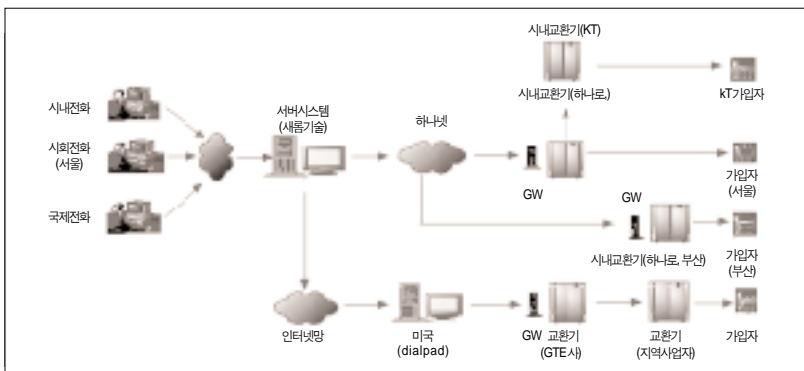 시내교환기(KT)
시내전화
서버시스템
(새롬기술)
하나넷
시내교환기(하나로,)
kT가입자
시회전화
(서울)
GW
가입자
(서울)
국제전화
GW
시내교환기(하나로, 부산)
가입자
(부산)
인터넷망
미국
(dialpad)
GW 교환기
(GTE사)
교환기
(지역사업자)
가입자